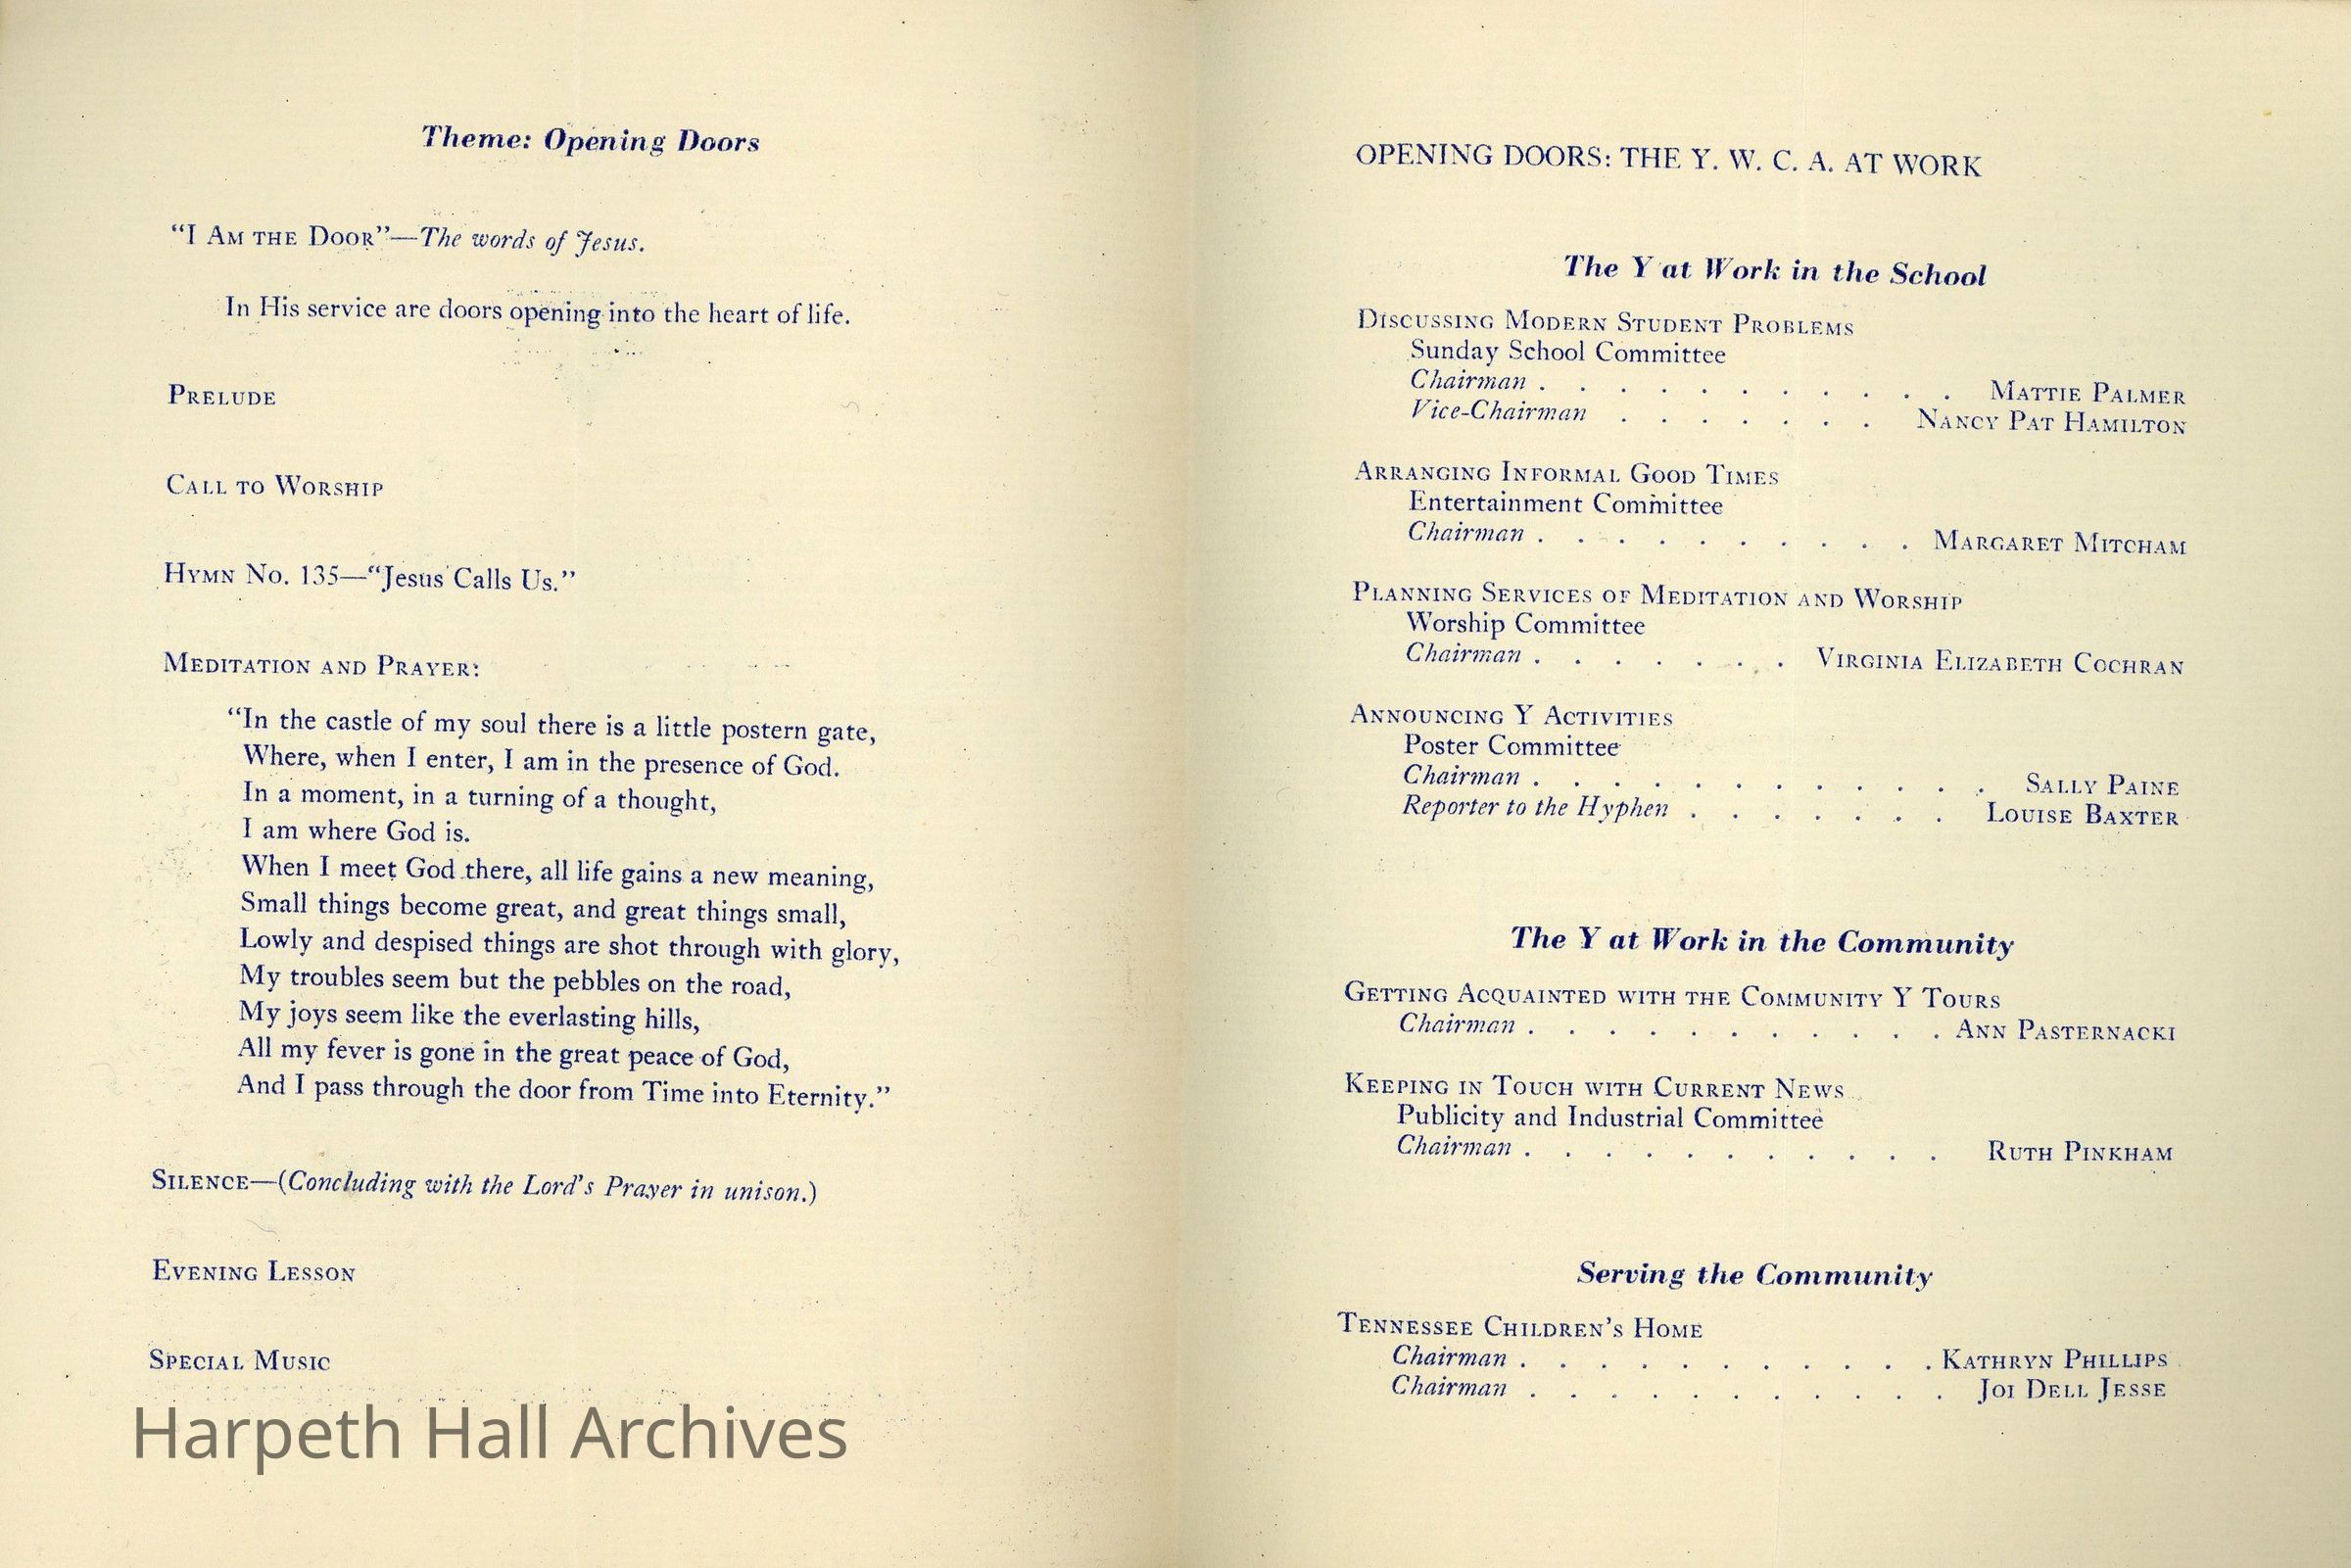 Theme: Opening Doors
“I Am the Door”—The words of Jesus.
In His service are doors opening into the heart of life.
Prelude
Call to Worship
Hymn No. 135—“Jesus Calls Us.”
Meditation and Prayer:
“In the castle of my soul there is a little postern gate,
Where, when I enter, I am in the presence of God.
In a moment, in a turning of a thought,
I am where God is.
When I meet God there, all life gains a new meaning,
Small things become great, and great things small,
Lowly and despised things are shot through with glory,
My troubles seem but the pebbles on the road,
My joys seem like the everlasting hills,
All my fever is gone in the great peace of God,
And I pass through the door from Time into Eternity.”
Silence—(Concluding with the Lord’s Prayer in unison.)
Evening Lesson
Special Music
Harpeth Hall Archives
OPENING DOORS: THE Y. W. C. A. AT WORK
The Y at Work in the School
Discussing Modern Student Problems
Sunday School Committee
Chairman . . . . . . . . . . . Mattie Palmer
Vice-Chairman . . . . . . . Nancy Pat Hamilton
Arranging Informal Good Times
Entertainment Committee
Chairman . . . . . . . . . . Margaret Mitcham
Planning Services of Meditation and Worship
Worship Committee
Chairman . . . . . . . Virginia Elizabeth Cochran
Announcing Y Activities
Poster Committee
Chairman . . . . . . . . . . . . Sally Paine
Reporter to the Hyphen . . . . . . . Louise Baxter
The Y at Work in the Community
Getting Acquainted with the Community Y Tours
Chairman . . . . . . . . . . . Ann Pasternacki
Keeping in Touch with Current News
Publicity and Industrial Committee
Chairman . . . . . . . . . . . Ruth Pinkham
Serving the Community
Tennessee Children’s Home
Chairman . . . . . . . . . . . Kathryn Phillips
Chairman . . . . . . . . . . . Joi Dell Jesse